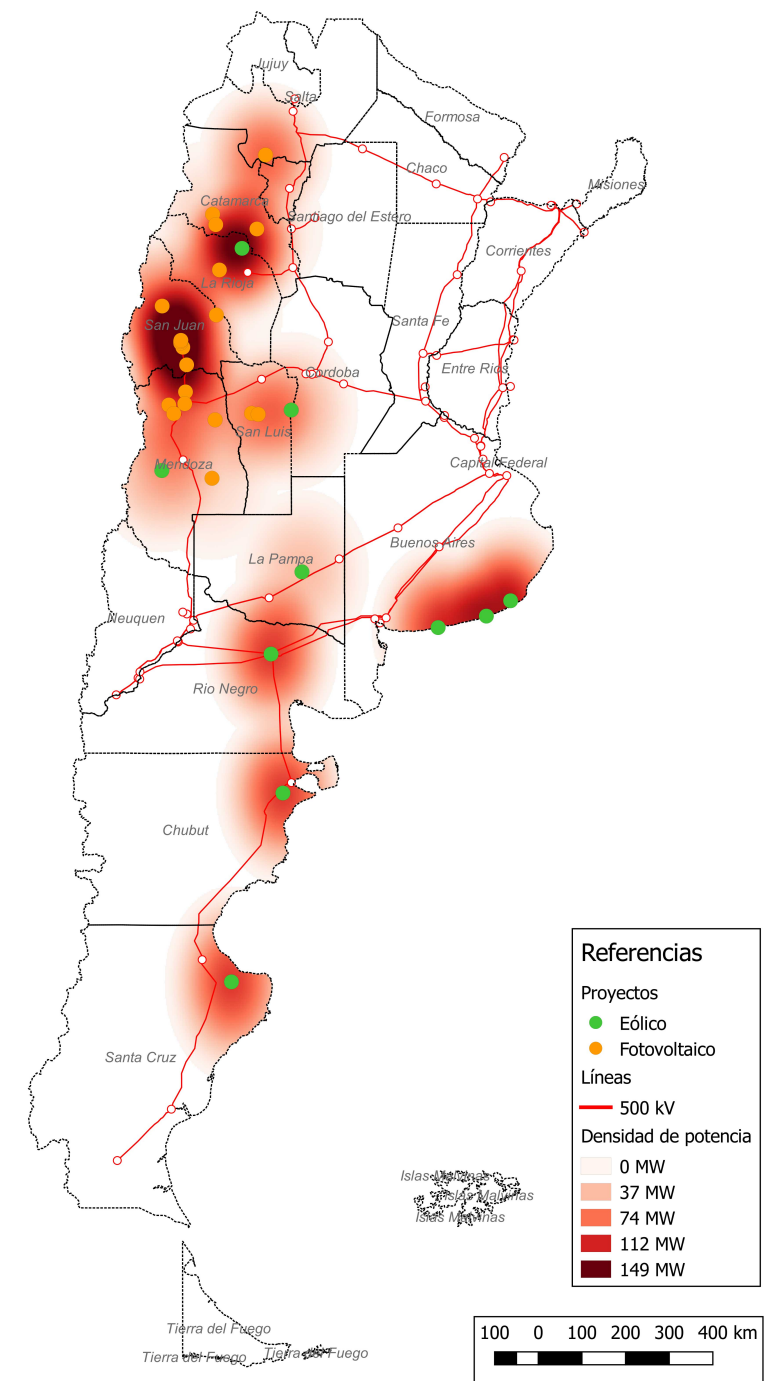 Jujuy
Salta
Formosa
Chaco
Misiones
Catamarca
Santiago del Estero
Corrientes
La Rioja
San Juan
Santa Fe
Entre Rios
Cordoba
San Luis
Mendoza
Capital Federal
Buenos Aires
La Pampa
Neuquen
Rio Negro
Chubut
Santa Cruz
Islas Malvinas
Islas Malvinas
Islas Malvinas
Tierra del Fuego
Tierra del Fuego
Tierra del Fuego
Referencias
Proyectos
Eólico
Fotovoltaico
Líneas
500 kV
Densidad de potencia
0 MW
37 MW
74 MW
112 MW
149 MW
100 0 100 200 300 400 km